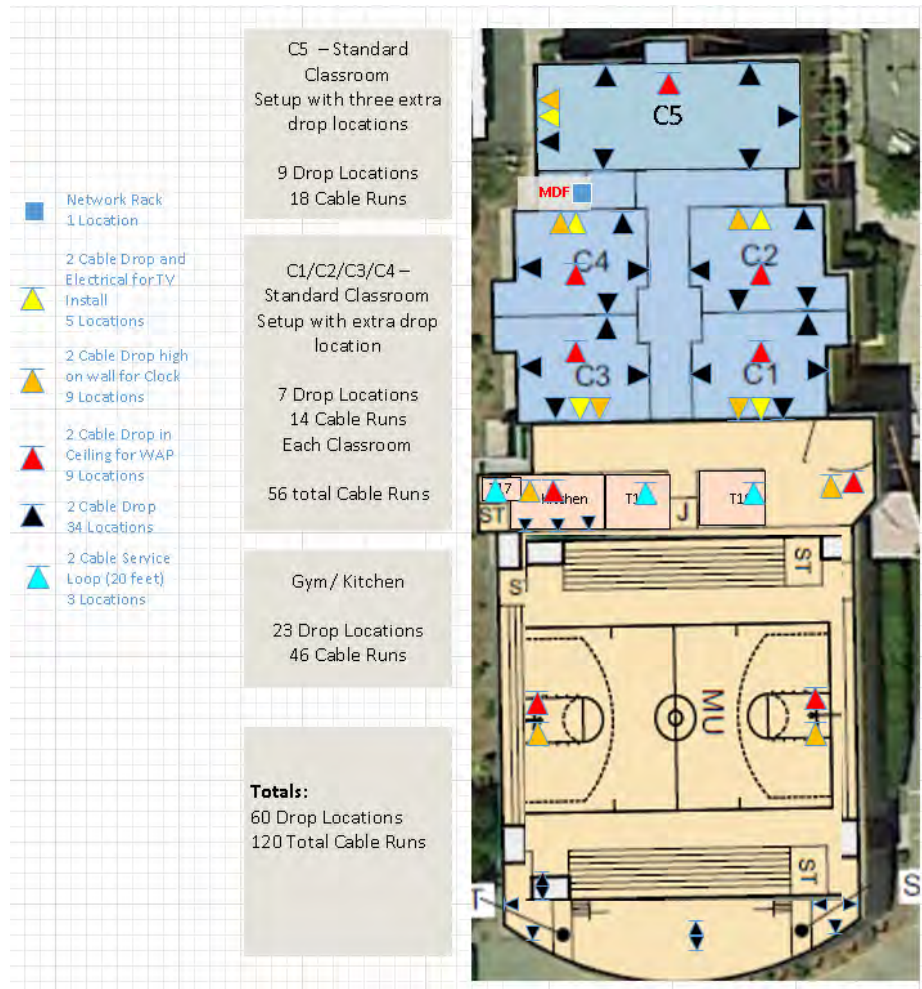 C5 – Standard
Classroom
Setup with three extra
drop locations
9 Drop Locations
18 Cable Runs
Network Rack
1 Location
2 Cable Drop and
Electrical for TV
Install
5 Locations
2 Cable Drop high
on wall for Clock
9 Locations
2 Cable Drop in
Ceiling for WAP
9 Locations
2 Cable Drop
34 Locations
2 Cable Service
Loop (20 feet)
3 Locations
C1/C2/C3/C4 –
Standard Classroom
Setup with extra drop
location
7 Drop Locations
14 Cable Runs
Each Classroom
56 total Cable Runs
Gym / Kitchen
23 Drop Locations
46 Cable Runs
Totals:
60 Drop Locations
120 Total Cable Runs
C5
MDF
C4
C2
C3
C1
ST
J
ST
S
MU
ST
T
S